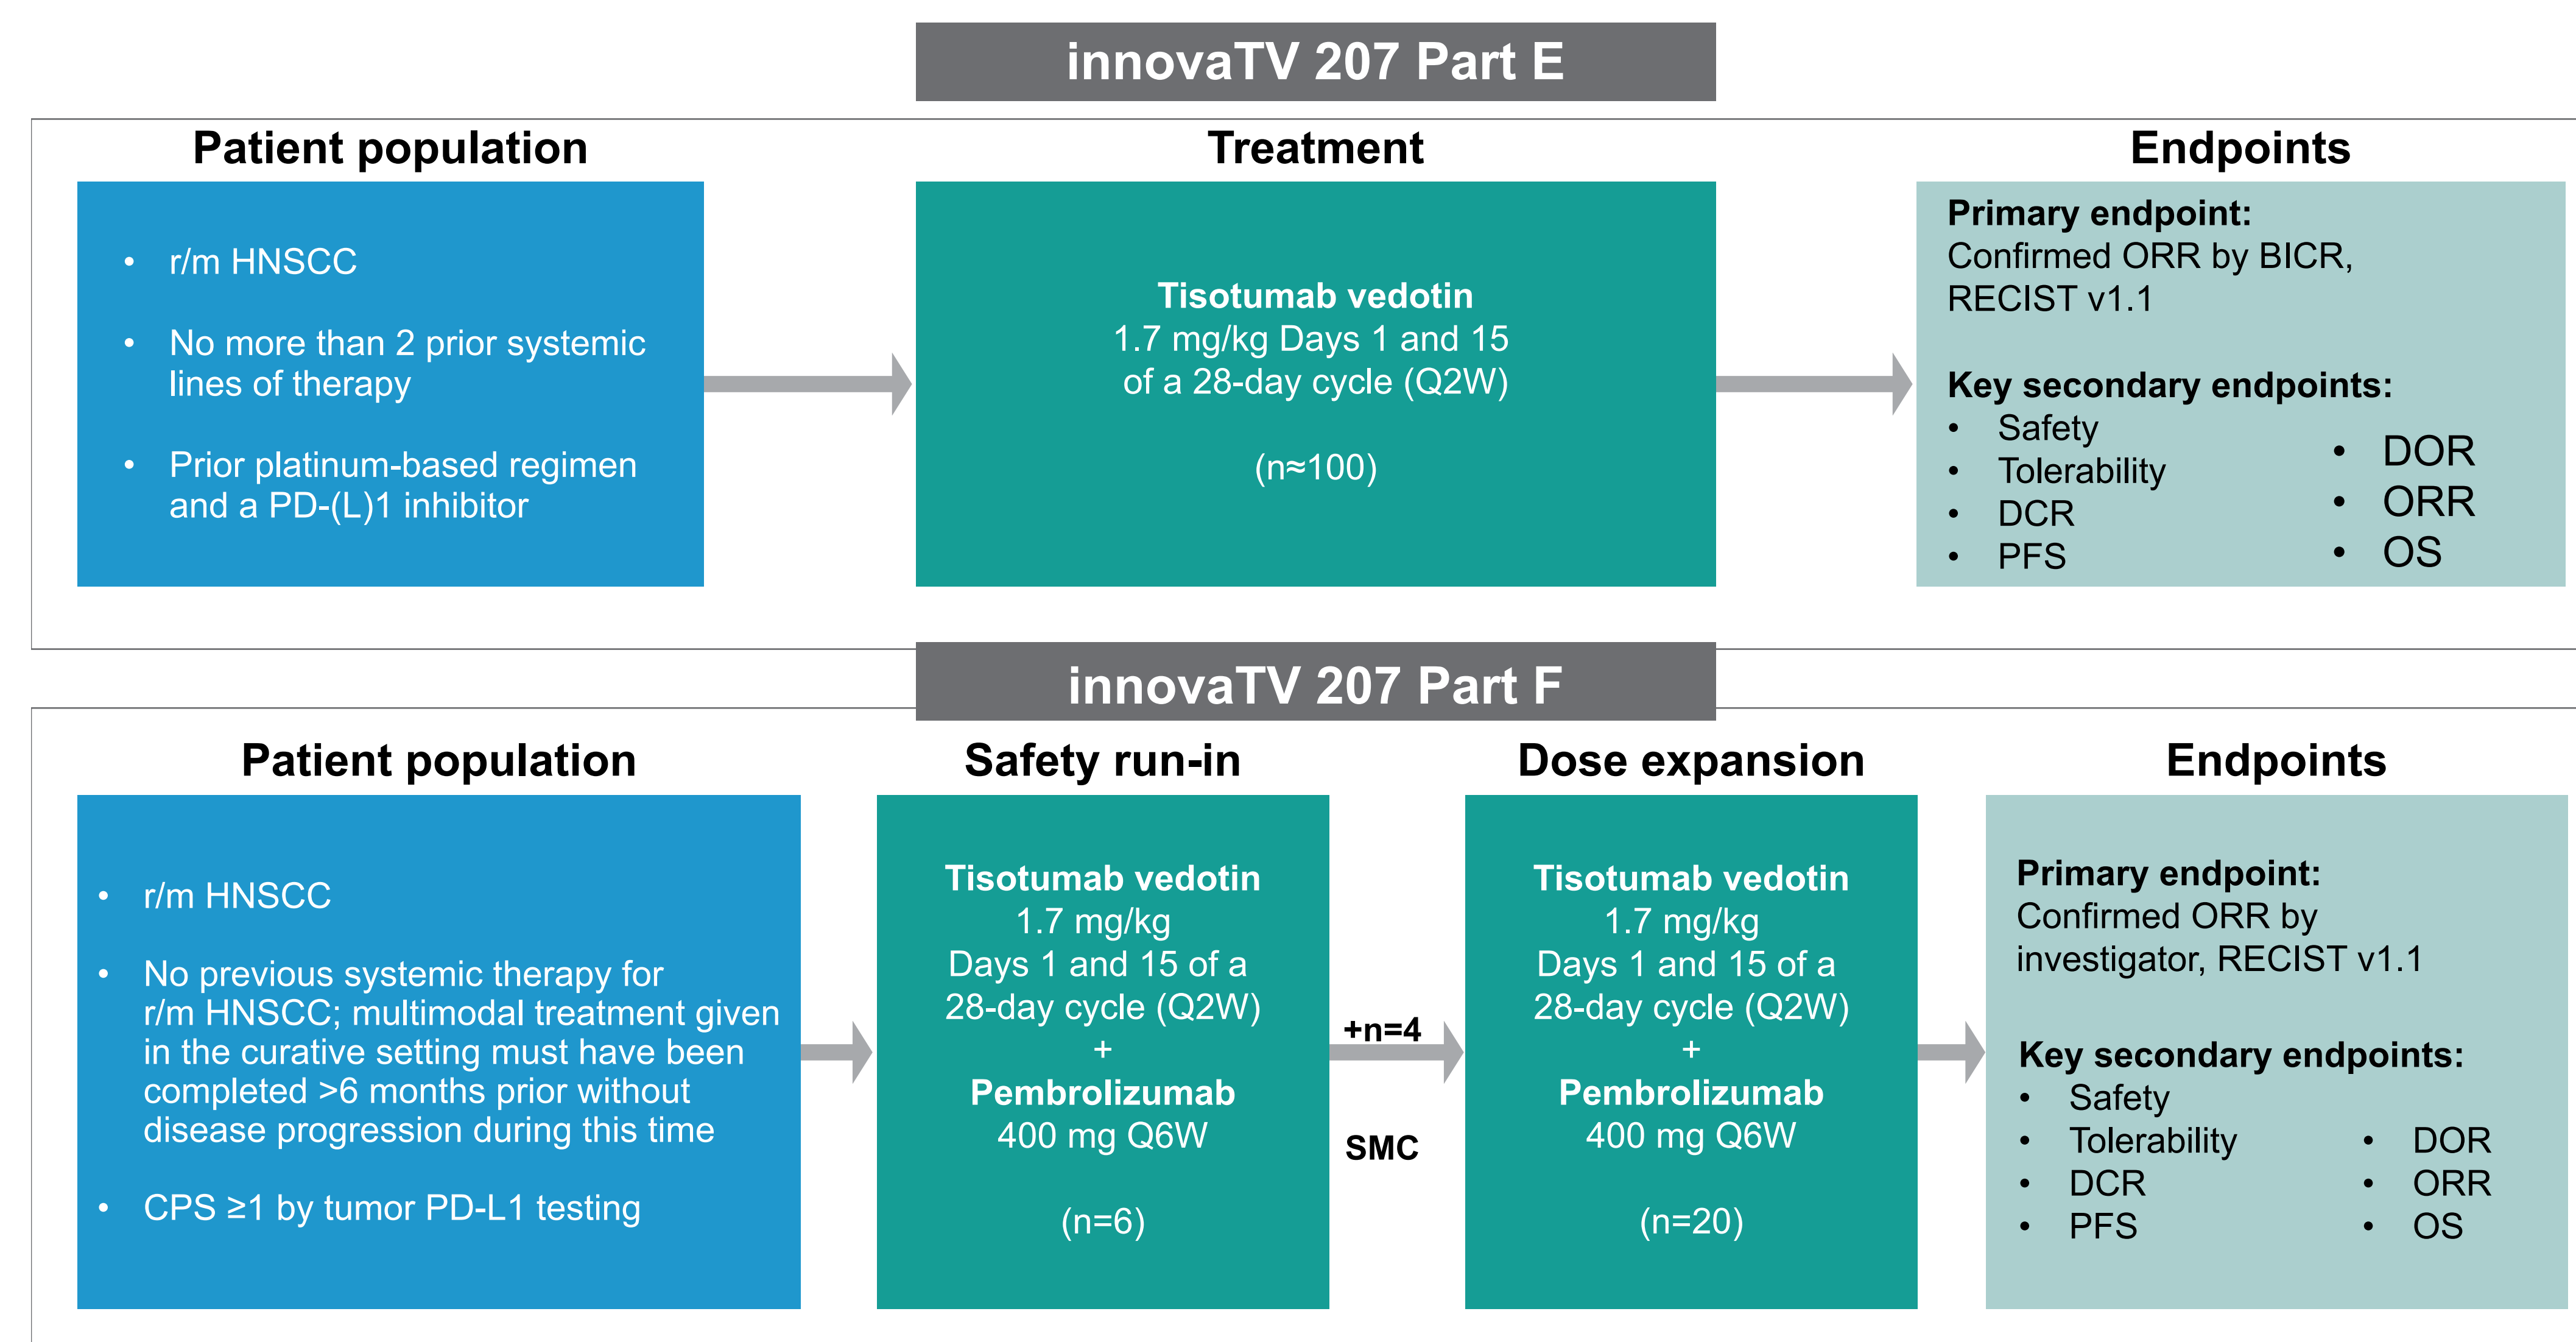 innovaTV 207 Part E
Patient population
• r/m HNSCC
• No more than 2 prior systemic
lines of therapy
• Prior platinum-based regimen
and a PD-(L)1 inhibitor
Treatment
Tisotumab vedotin
1.7 mg/kg Days 1 and 15
of a 28-day cycle (Q2W)
(n≈100)
Endpoints
Primary endpoint:
Confirmed ORR by BICR,
RECIST v1.1
Key secondary endpoints:
• Safety
• Tolerability
• DCR
• PFS
• DOR
• ORR
• OS
innovaTV 207 Part F
Patient population
• r/m HNSCC
• No previous systemic therapy for
r/m HNSCC; multimodal treatment given
in the curative setting must have been
completed >6 months prior without
disease progression during this time
• CPS ≥1 by tumor PD-L1 testing
Safety run-in
Tisotumab vedotin
1.7 mg/kg
Days 1 and 15 of a
28-day cycle (Q2W)
+
Pembrolizumab
400 mg Q6W
(n=6)
+n=4
SMC
Dose expansion
Tisotumab vedotin
1.7 mg/kg
Days 1 and 15 of a
28-day cycle (Q2W)
+
Pembrolizumab
400 mg Q6W
(n=20)
Endpoints
Primary endpoint:
Confirmed ORR by
investigator, RECIST v1.1
Key secondary endpoints:
• Safety
• Tolerability
• DCR
• PFS
• DOR
• ORR
• OS